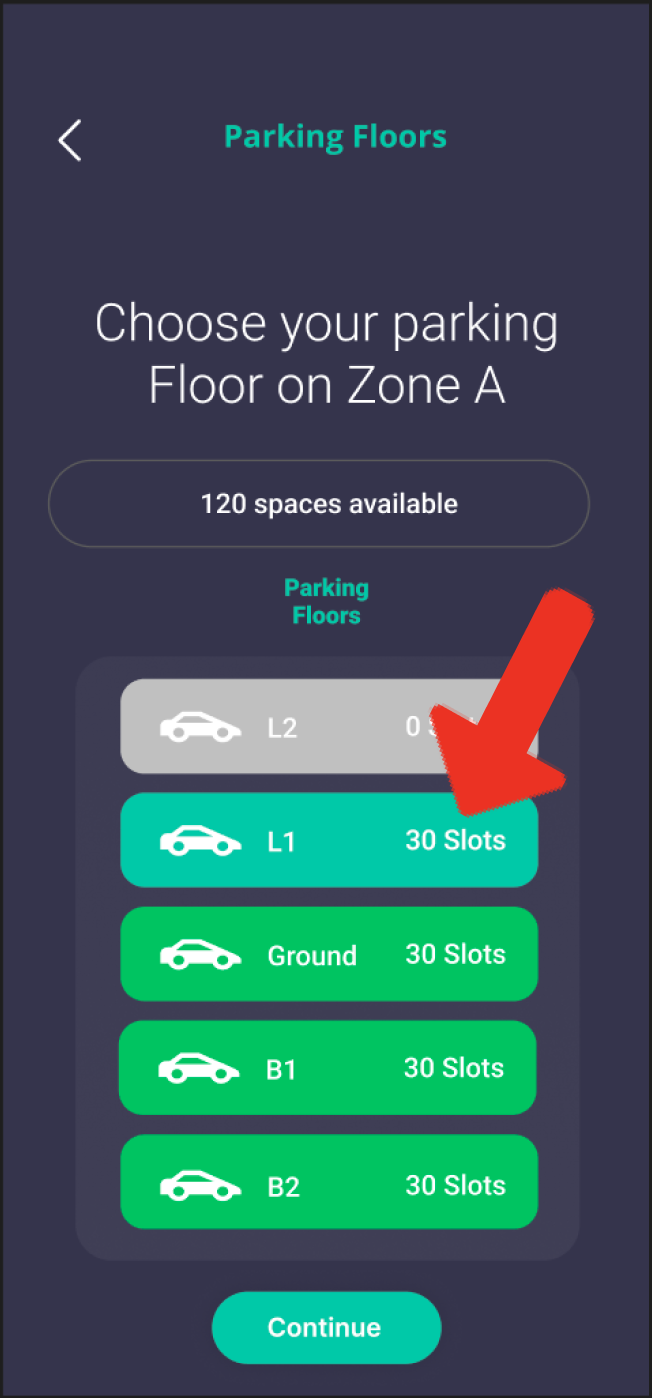 Parking Floors
Choose your parking
Floor on Zone A
120 spaces available
Parking
Floors
L2 0
L1 30 Slots
Ground 30 Slots
B1 30 Slots
B2 30 Slots
Continue